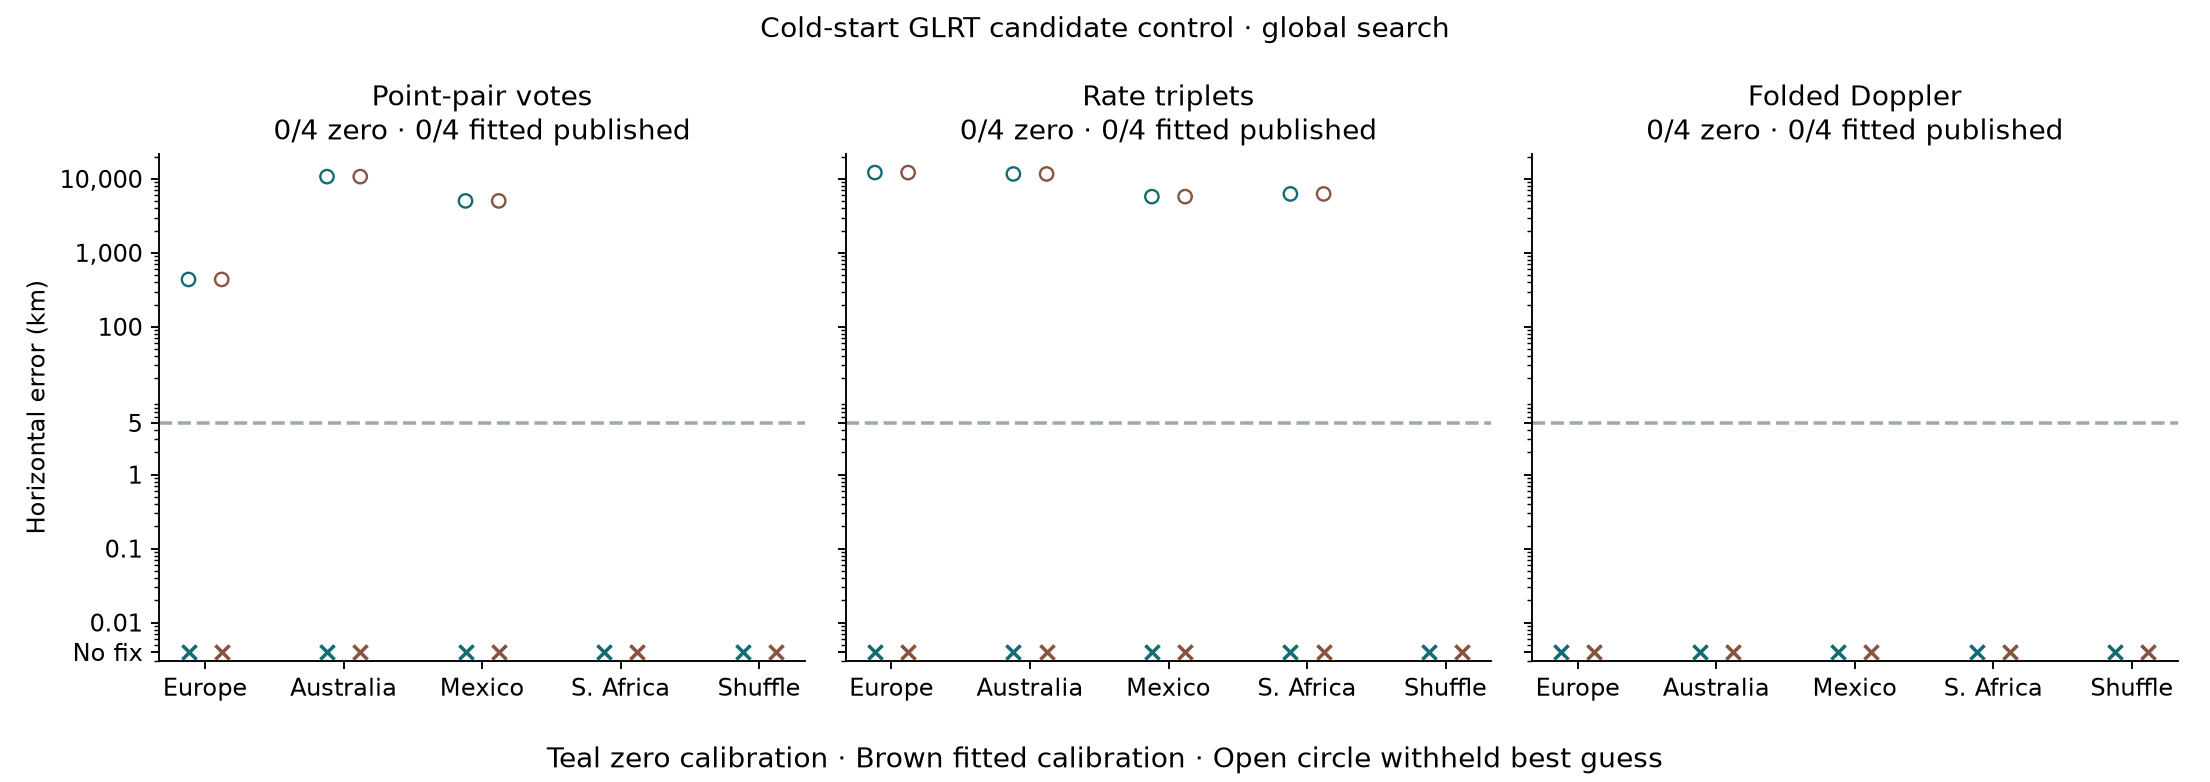 Cold-start GLRT candidate control · global search
Point-pair votes
0/4 zero · 0/4 fitted published
Rate triplets
0/4 zero · 0/4 fitted published
Folded Doppler
0/4 zero · 0/4 fitted published
Horizontal error (km)
10,000
1,000
100
5
1
0.1
0.01
No fix
Europe Australia Mexico S. Africa Shuffle
Europe Australia Mexico S. Africa Shuffle
Europe Australia Mexico S. Africa Shuffle
Teal zero calibration · Brown fitted calibration · Open circle withheld best guess